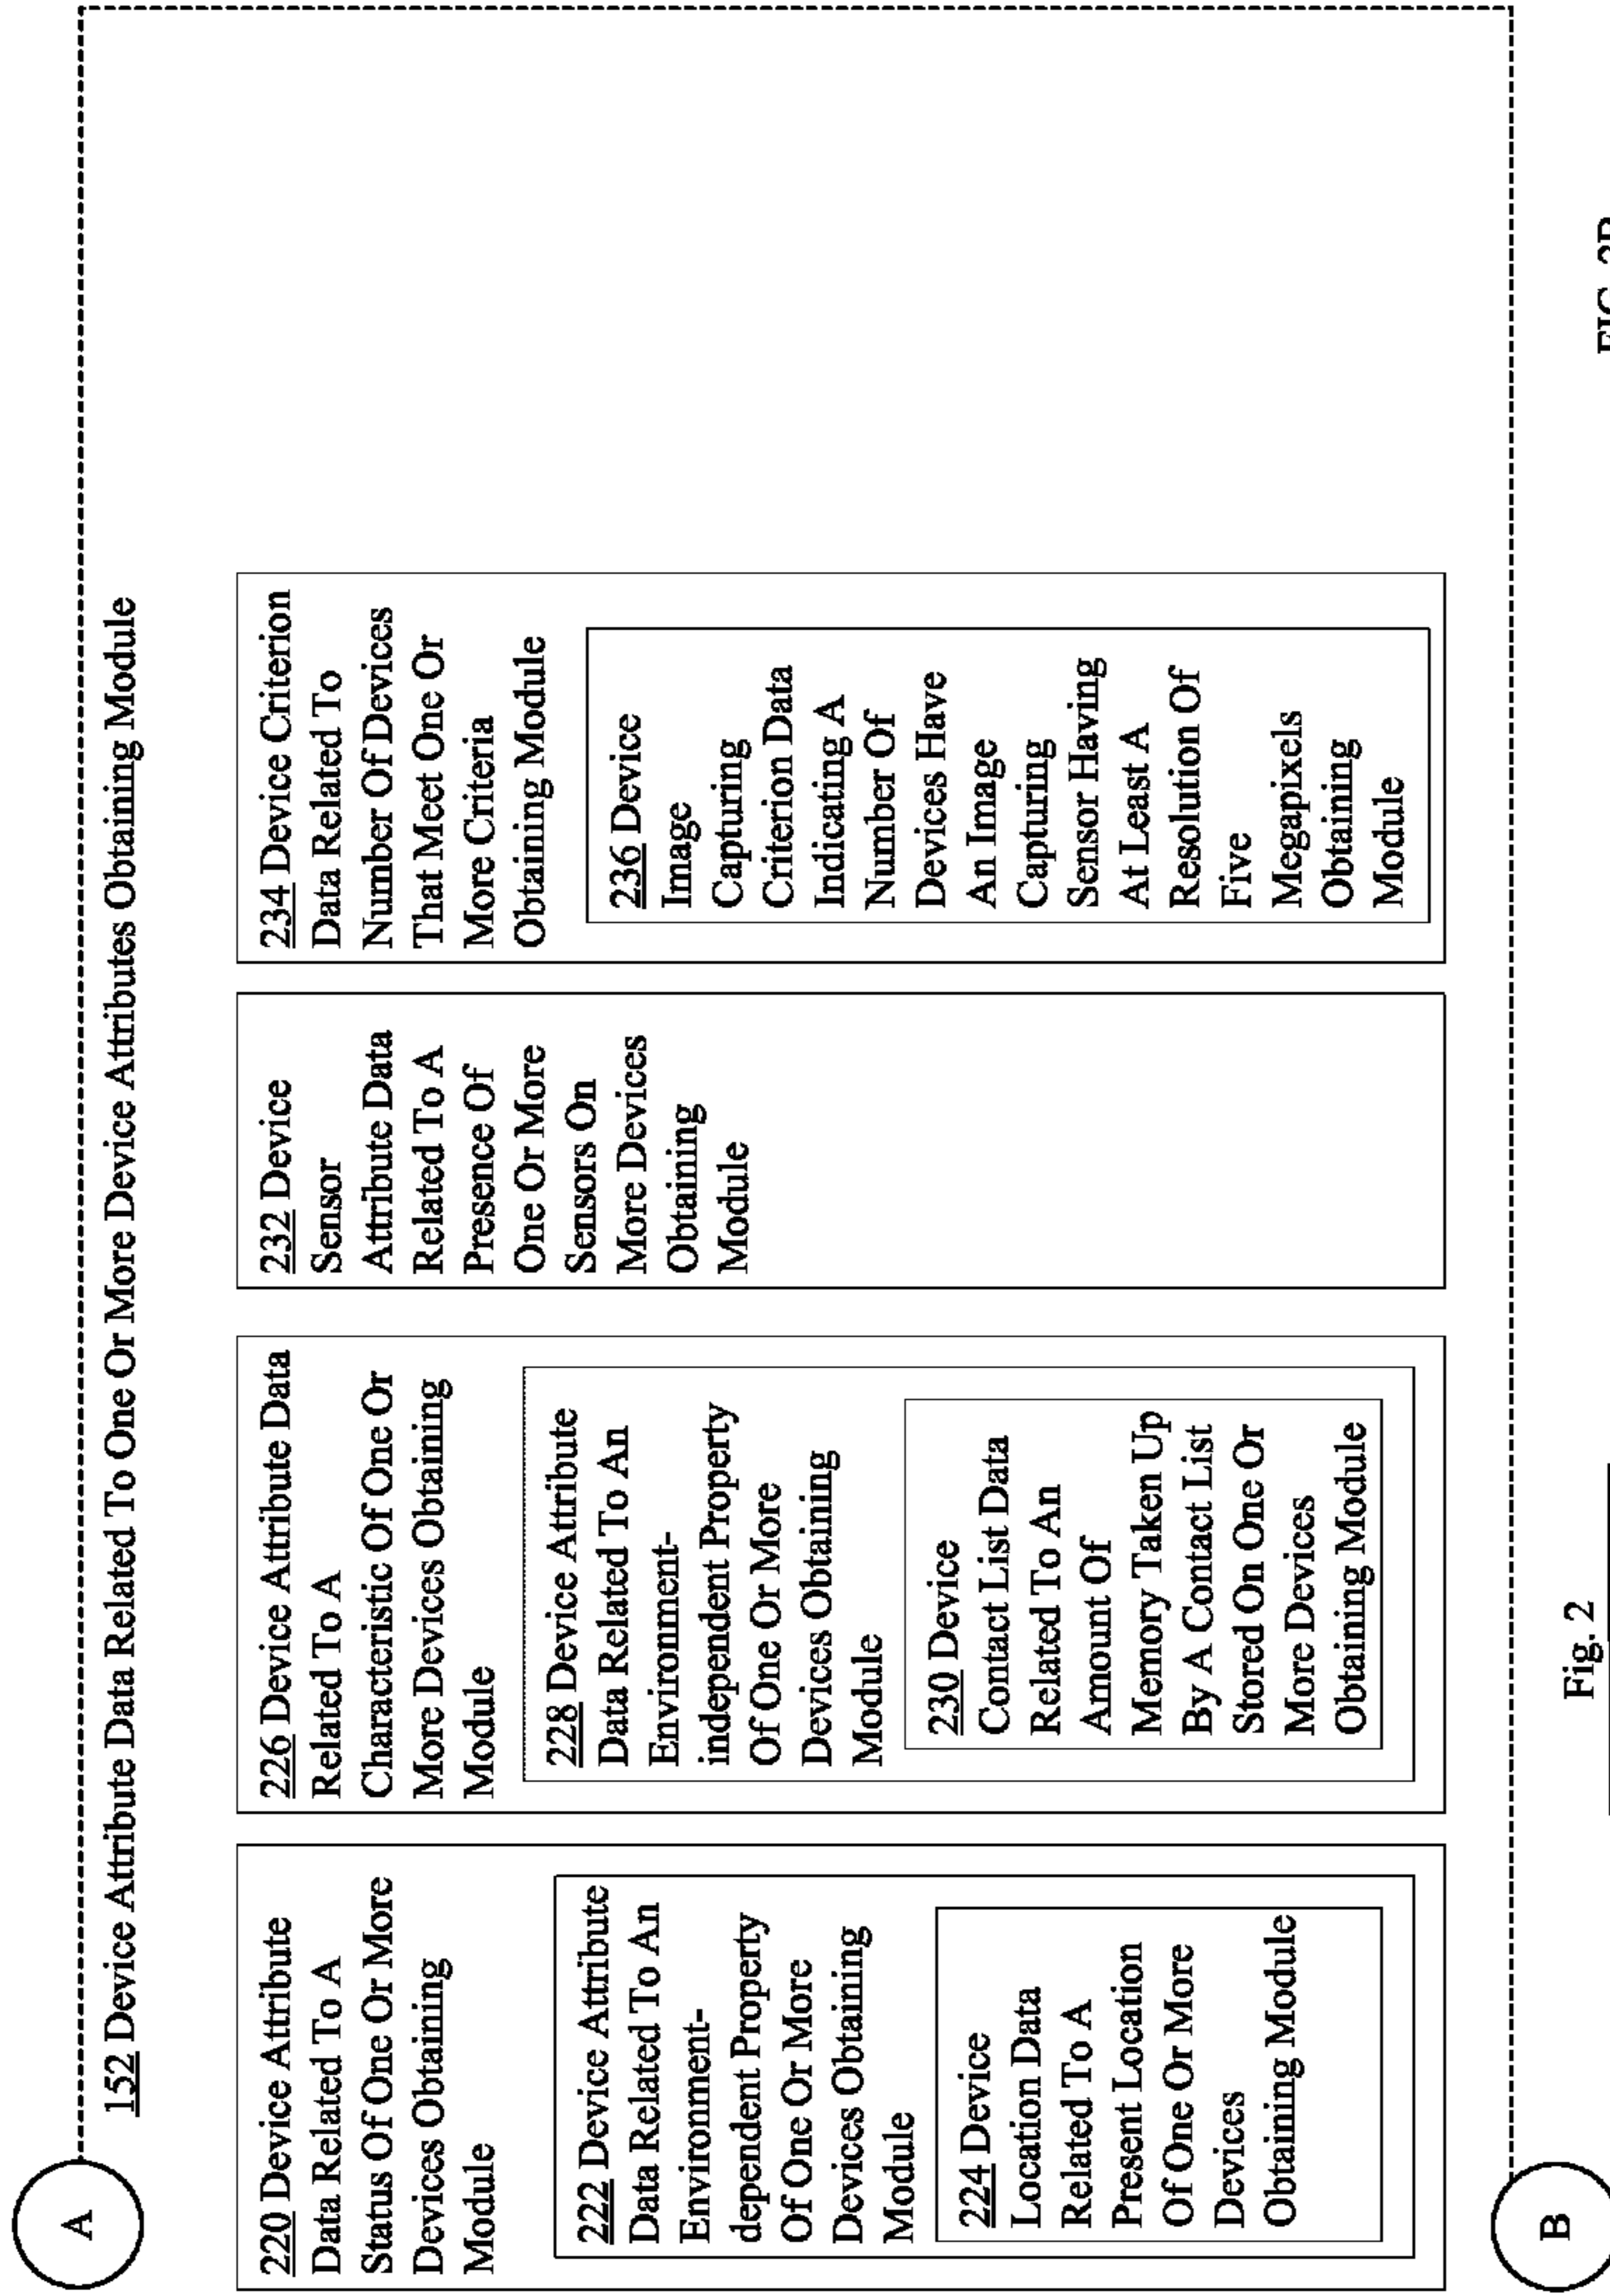 A
152 Device Attribute Data Related To One Or More Device Attributes Obtaining Module
220 Device Attribute
Data Related To A
Status Of One Or More
Devices Obtaining
Module
222 Device Attribute
Data Related To An
Environment-
dependent Property
Of One Or More
Devices Obtaining
Module
224 Device
Location Data
Related To A
Present Location
Of One Or More
Devices
Obtaining Module
226 Device Attribute Data
Related To A
Characteristic Of One Or
More Devices Obtaining
Module
228 Device Attribute
Data Related To An
Environment-
independent Property
Of One Or More
Devices Obtaining
Module
230 Device
Contact List Data
Related To An
Amount Of
Memory Taken Up
By A Contact List
Stored On One Or
More Devices
Obtaining Module
232 Device
Sensor
Attribute Data
Related To A
Presence Of
One Or More
Sensors On
More Devices
Obtaining
Module
234 Device Criterion
Data Related To
Number Of Devices
That Meet One Or
More Criteria
Obtaining Module
236 Device
Image
Capturing
Criterion Data
Indicating A
Number Of
Devices Have
An Image
Capturing
Sensor Having
At Least A
Resolution Of
Five
Megapixels
Obtaining
Module
B
Fig. 2